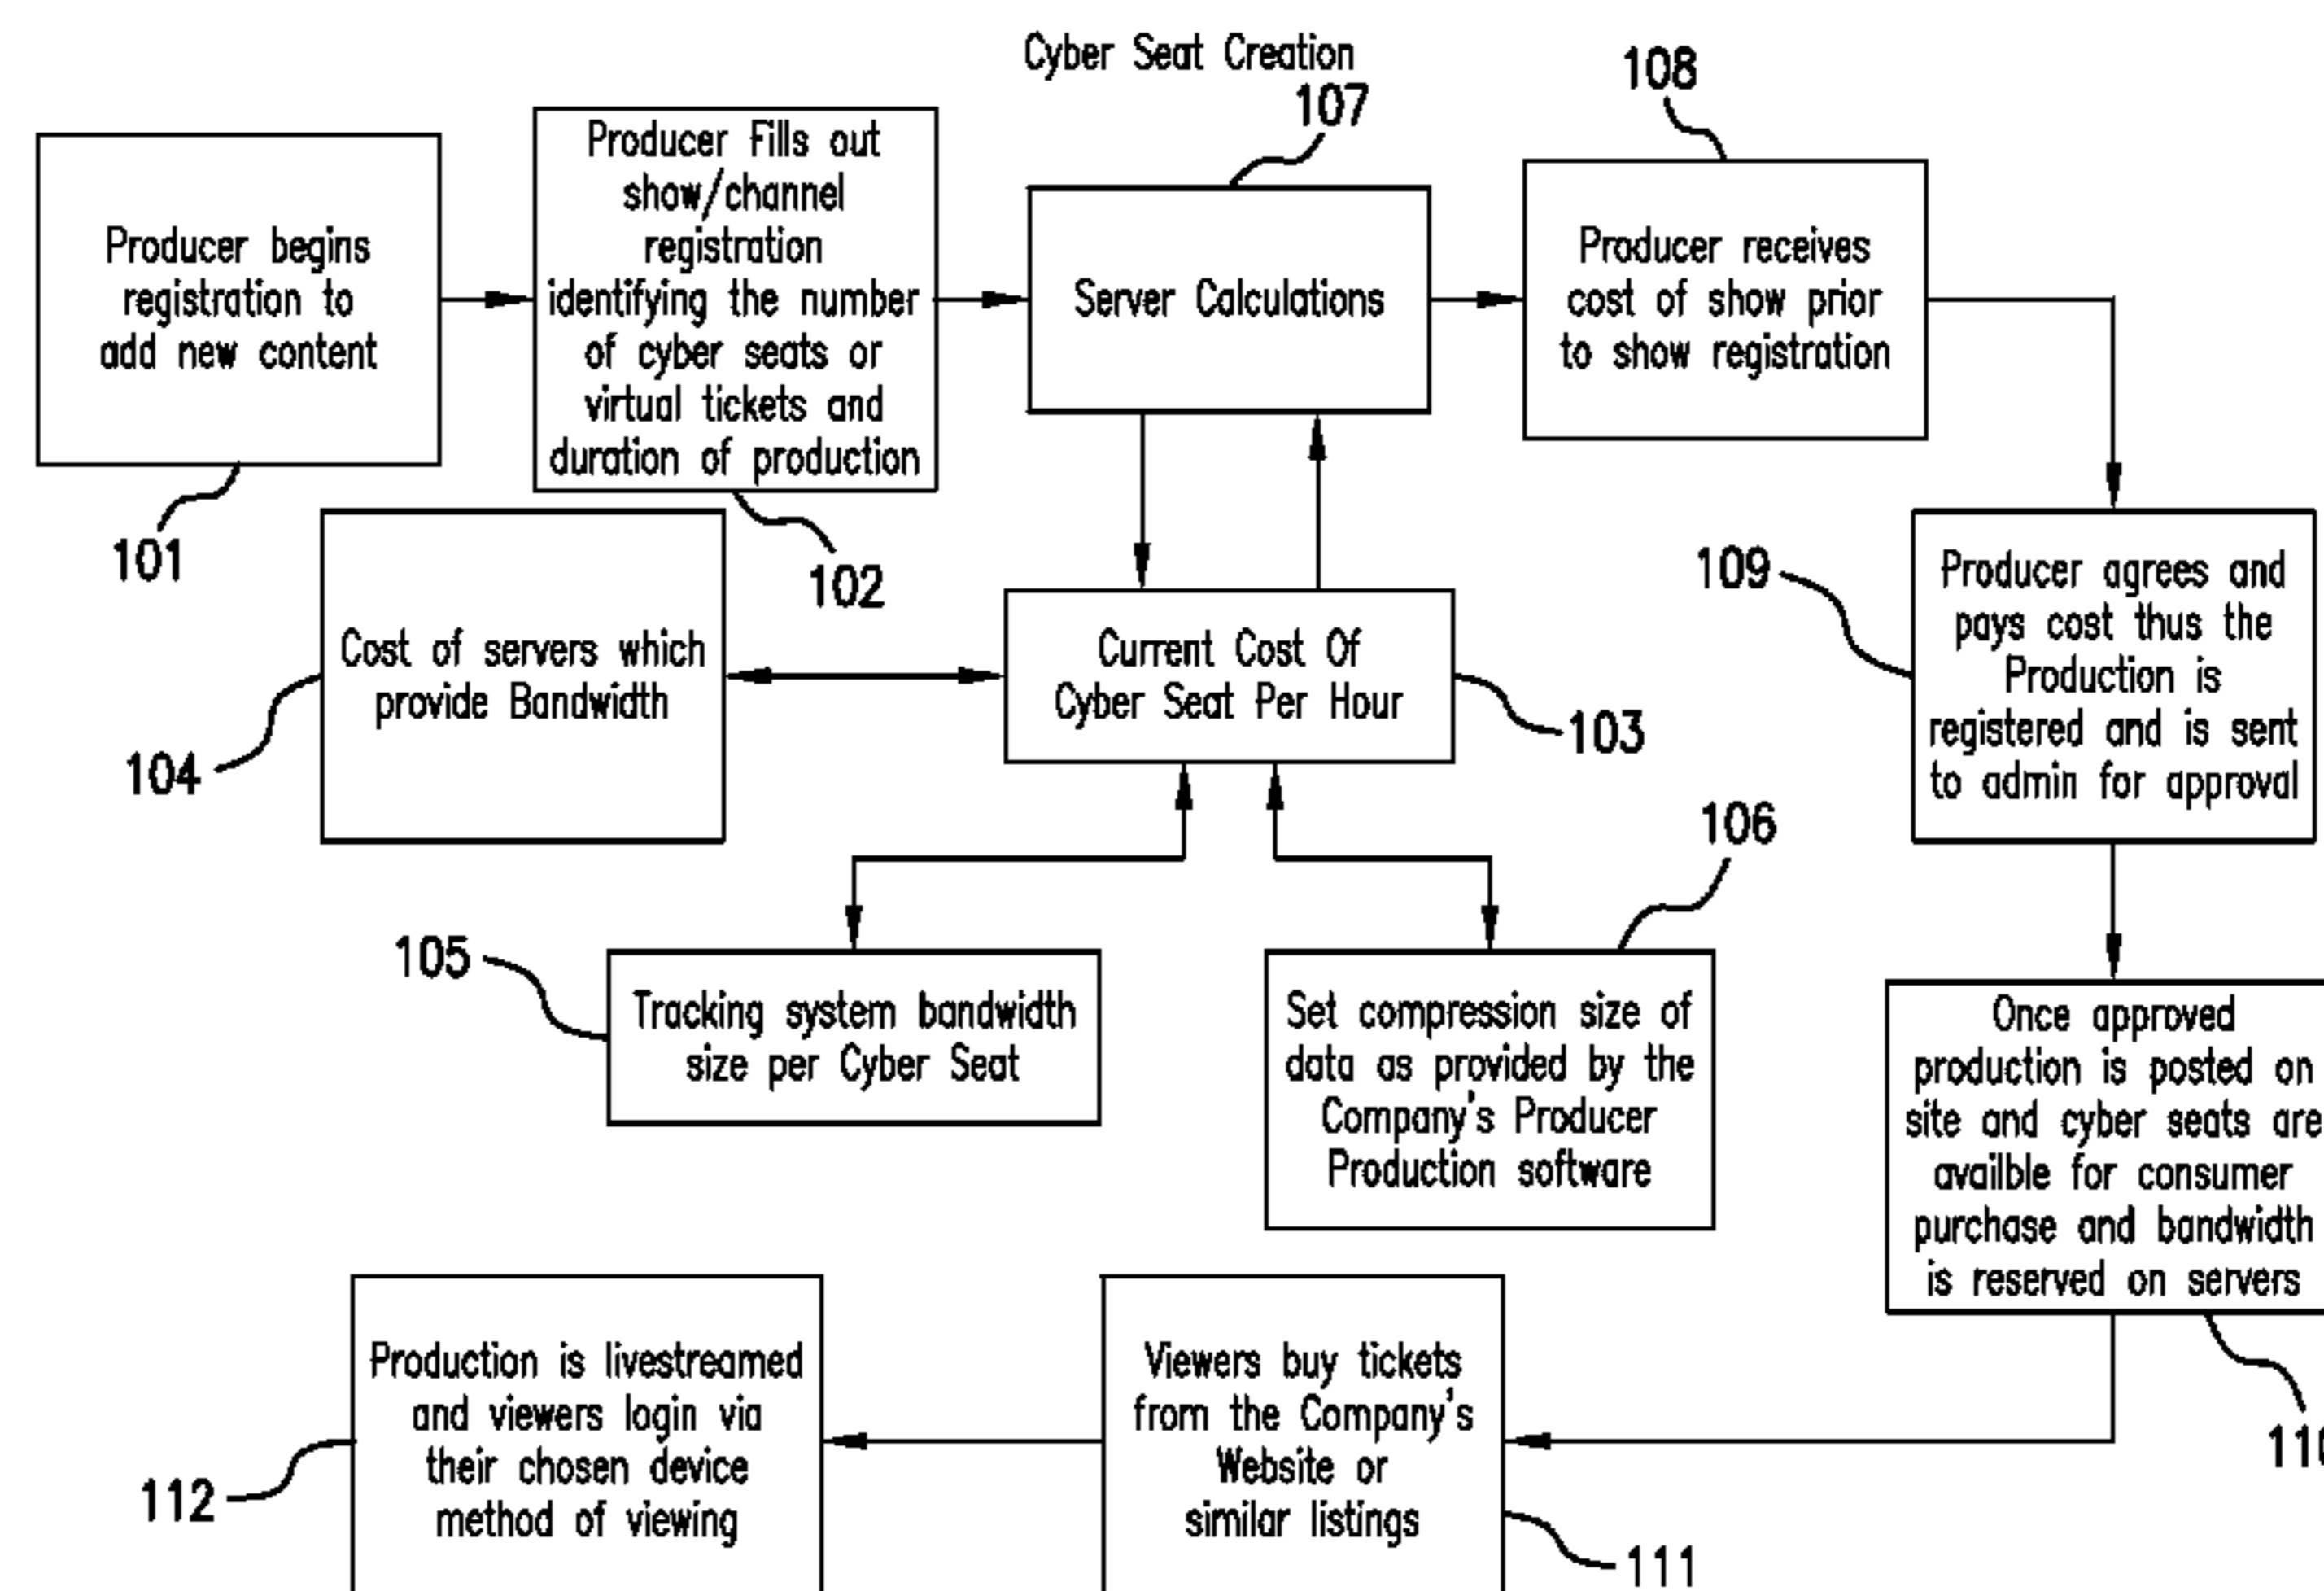 Cyber Seat Creation
107
108
Producer begins
registration to
add new content
101
Producer Fills out
show/channel
registration
identifying the number
of cyber seats or
virtual tickets and
duration of production
102
Server Calculations
Producer receives
cost of show prior
to show registration
Cost of servers which
provide Bandwidth
104
Current Cost Of
Cyber Seat Per Hour
103
109
Producer agrees and
pays cost thus the
Production is
registered and is sent
to admin for approval
105
Tracking system bandwidth
size per Cyber Seat
106
Set compression size of
data as provided by the
Company's Producer
Production software
Once approved
production is posted on
site and cyber seats are
availble for consumer
purchase and bandwidth
is reserved on servers
Production is livestreamed
and viewers login via
their chosen device
method of viewing
112
Viewers buy tickets
from the Company's
Website or
similar listings
111